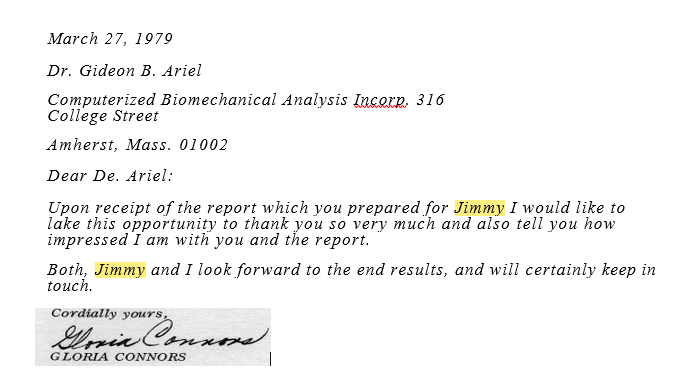 March 27, 1979
Dr. Gideon B. Ariel
Computerized Biomechanical Analysis Incorp. 316
College Street
Amherst, Mass. 01002
Dear De. Ariel:
Upon receipt of the report which you prepared for Jimmy I would like to
lake this opportunity to thank you so very much and also tell you how
impressed I am with you and the report.
Both, Jimmy and I look forward to the end results, and will certainly keep in
touch.
Cordially yours,
Gloria Connors
GLORIA CONNORS